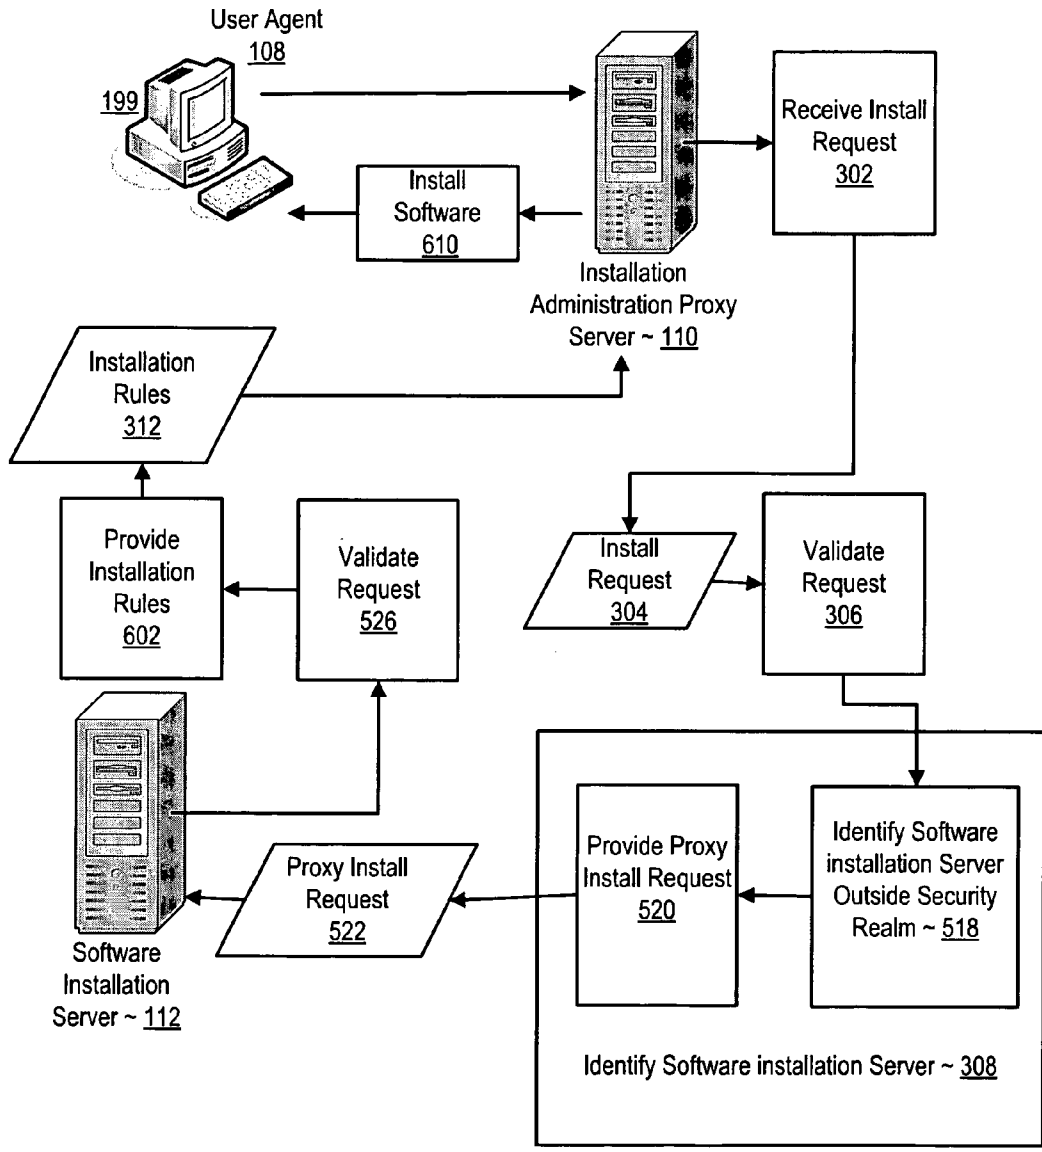 User Agent
108
199
Receive Install
Request
302
Install
Software
610
Installation
Administration Proxy
Server ~ 110
Installation
Rules
312
Provide
Installation
Rules
602
Validate
Request
526
Install
Request
304
Validate
Request
306
Proxy Install
Request
522
Provide Proxy
Install Request
520
Identify Software
installation Server
Outside Security
Realm ~ 518
Software
Installation
Server ~ 112
Identify Software installation Server ~ 308